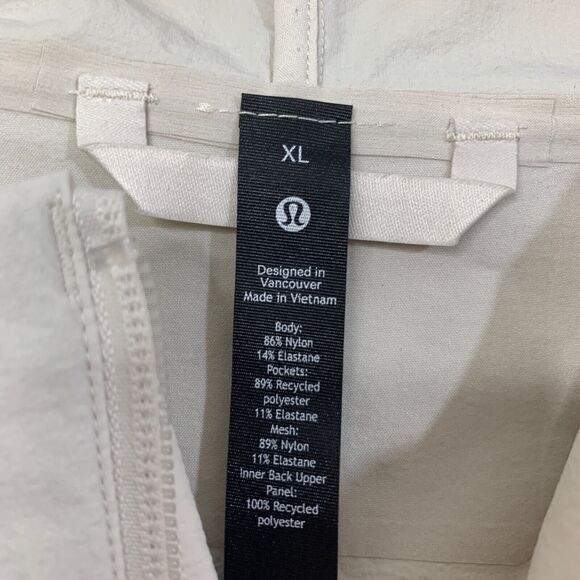 XL
Designed in
Vancouver
Made in Vietnam
Body:
86% Nylon
14% Elastane
Pockets:
89% Recycled
polyester
11% Elastane
Mesh:
89% Nylon
11% Elastane
Inner Back Upper
Panel:
100% Recycled
polyester